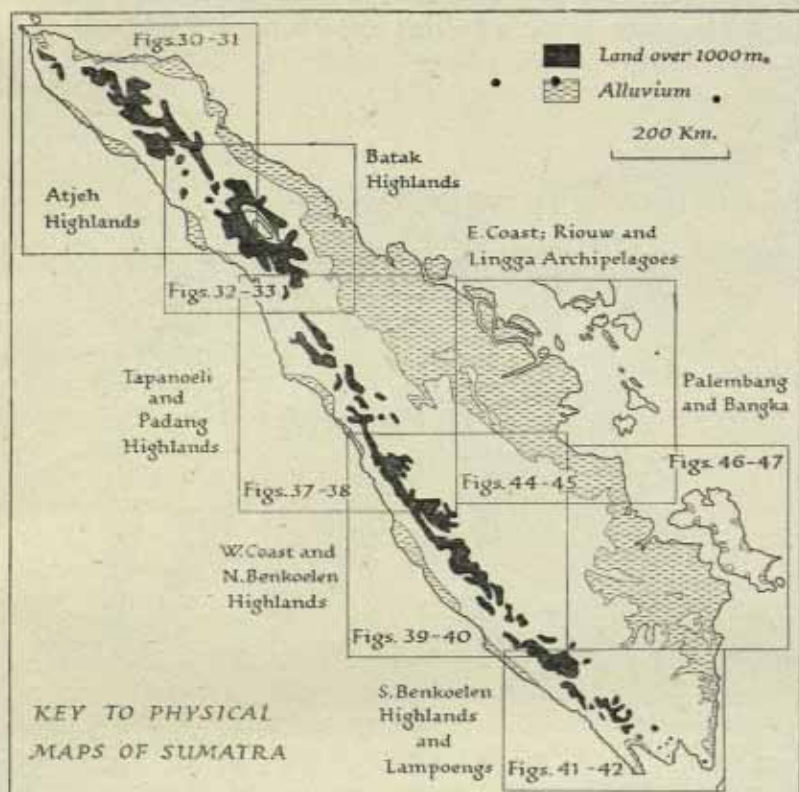 Figs.30-31
Land over 1000 m.
Alluvium
200 Km.
Batak
Highlands
Atjeh
Highlands
E.Coast; Riouw and
Lingga Archipelagoes
Figs.32-33
Tapanoeli
and
Padang
Highlands
Palembang
and Bangka
Figs. 46-47
Figs.37-38
Figs.44-45
W.Coast and
N.Benkoelen
Highlands
Figs. 39-40
S.Benkoelen
Highlands
and
Lampoengs
Figs.41-42
KEY TO PHYSICAL
MAPS OF SUMATRA